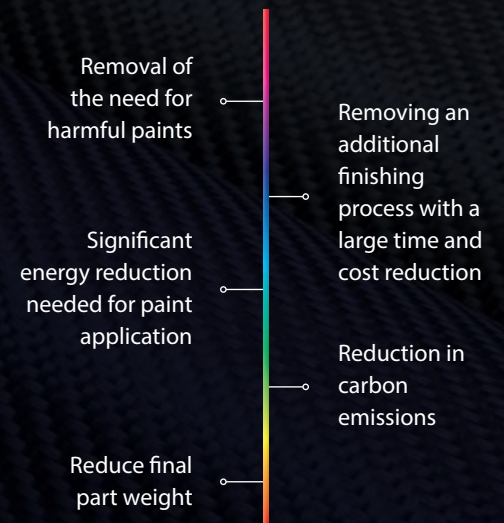 Removal of
the need for
harmful paints
Removing an
additional
finishing
process with a
large time and
cost reduction
Significant
energy reduction
needed for paint
application
Reduction in
carbon
emissions
Reduce final
part weight